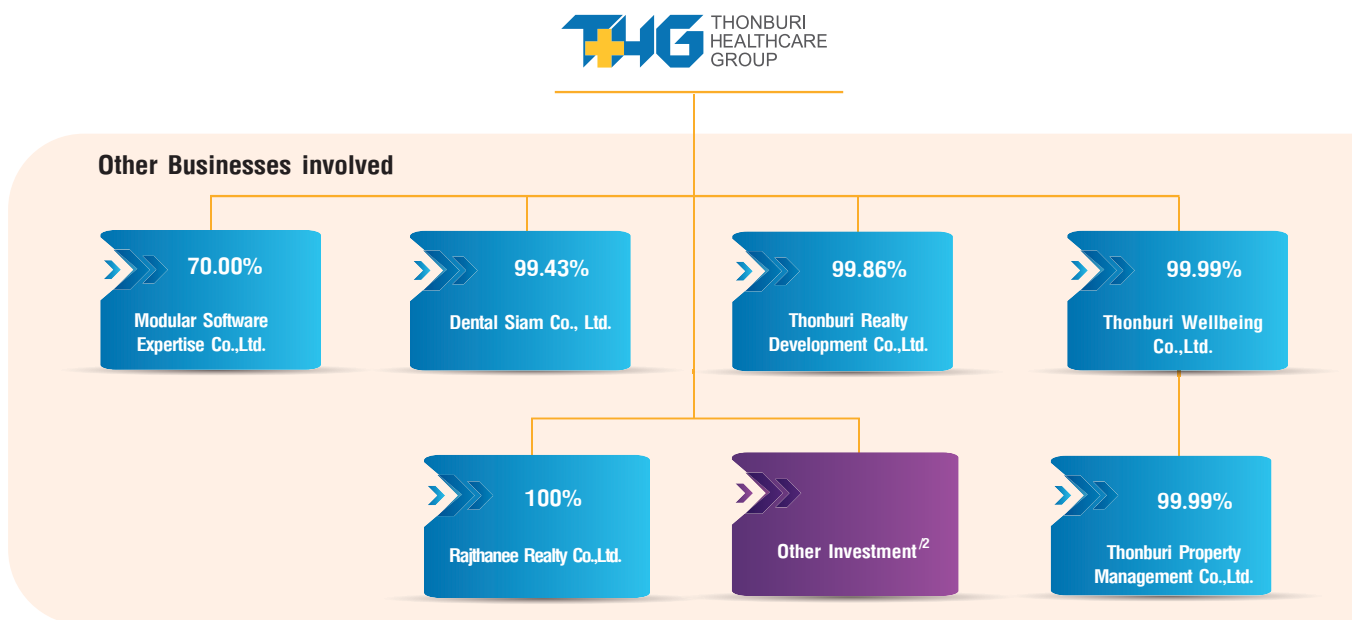 THG
THONBURI
HEALTHCARE
GROUP
Other Businesses involved
70.00%
Modular Software
Expertise Co.,Ltd.
99.43%
Dental Siam Co., Ltd.
99.86%
Thonburi Realty
Development Co.,Ltd.
99.99%
Thonburi Wellbeing
Co.,Ltd.
100%
Rajthanee Realty Co.,Ltd.
Other Investment/2
99.99%
Thonburi Property
Management Co.,Ltd.